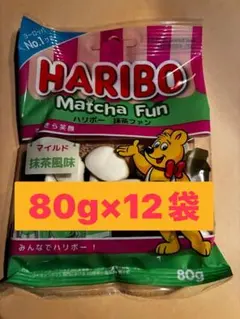 No.1
HARIBO
Matcha Fun
ハリボー 抹茶ファン
マイルド
抹茶風味
80g×12袋
みんなでハリボー！
80g